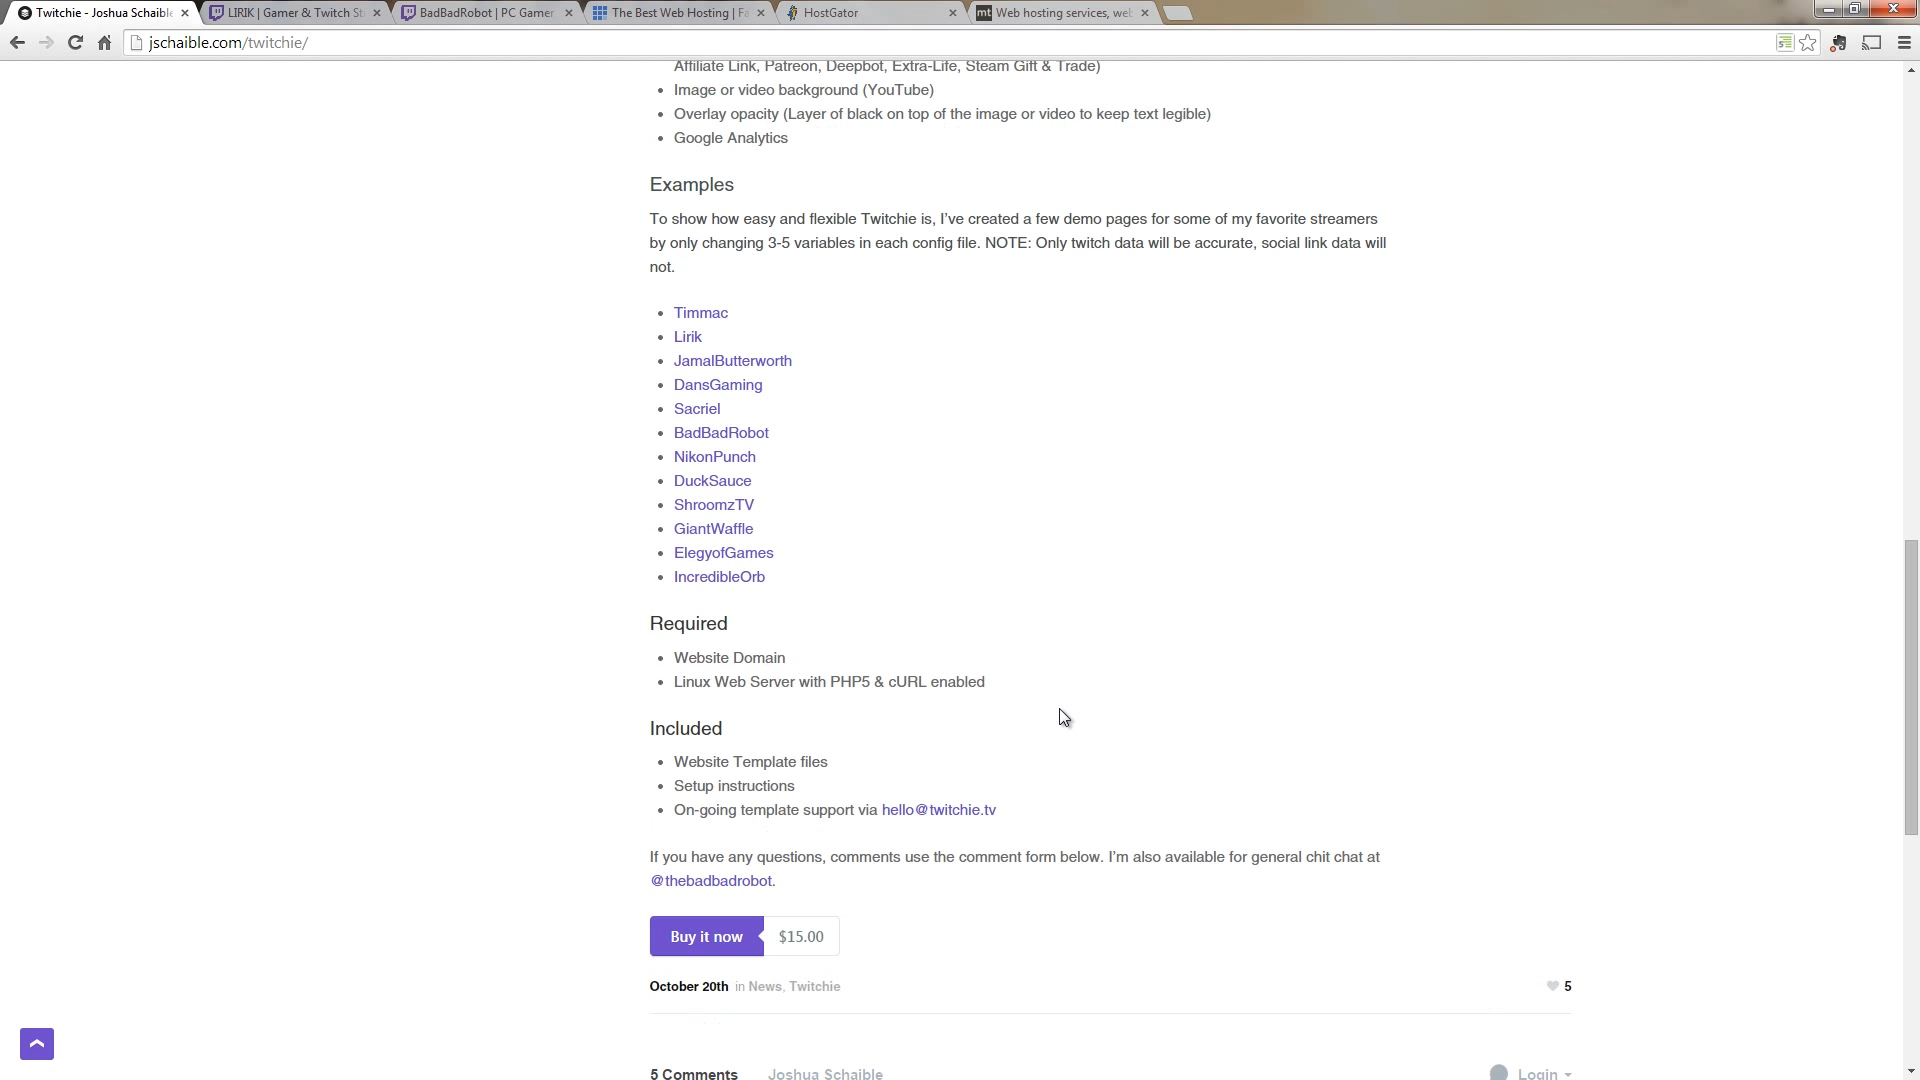 Twitchie - Joshua Schaible
LIRIK | Gamer & Twitch St
BadBadRobot | PC Gamer
The Best Web Hosting | Fa
HostGator
mt Web hosting services, web
jschaible.com/twitchie/
Affiliate Link, Patreon, Deepbot, Extra-Life, Steam Gift & Trade)
Image or video background (YouTube)
Overlay opacity (Layer of black on top of the image or video to keep text legible)
Google Analytics
Examples
To show how easy and flexible Twitchie is, I’ve created a few demo pages for some of my favorite streamers
by only changing 3-5 variables in each config file. NOTE: Only twitch data will be accurate, social link data will
not.
Timmac
Lirik
JamalButterworth
DansGaming
Sacriel
BadBadRobot
NikonPunch
DuckSauce
ShroomzTV
GiantWaffle
ElegyofGames
IncredibleOrb
Required
Website Domain
Linux Web Server with PHP5 & cURL enabled
Included
Website Template files
Setup instructions
On-going template support via hello@twitchie.tv
If you have any questions, comments use the comment form below. I’m also available for general chit chat at
@thebadbadrobot.
Buy it now $15.00
October 20th in News, Twitchie 5
5 Comments Joshua Schaible Login